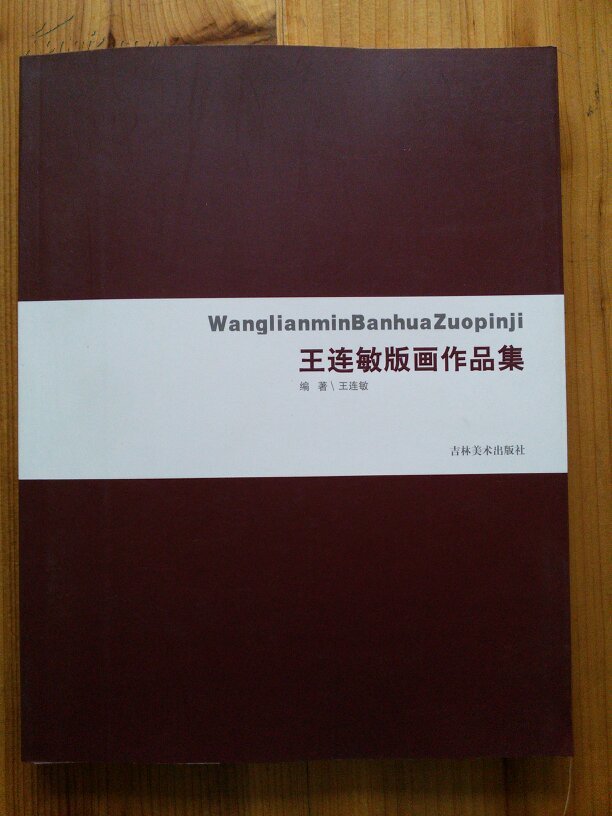 WanglianminBanhuaZuopinji
王连敏版画作品集
编 著\王连敏
吉林美术出版社